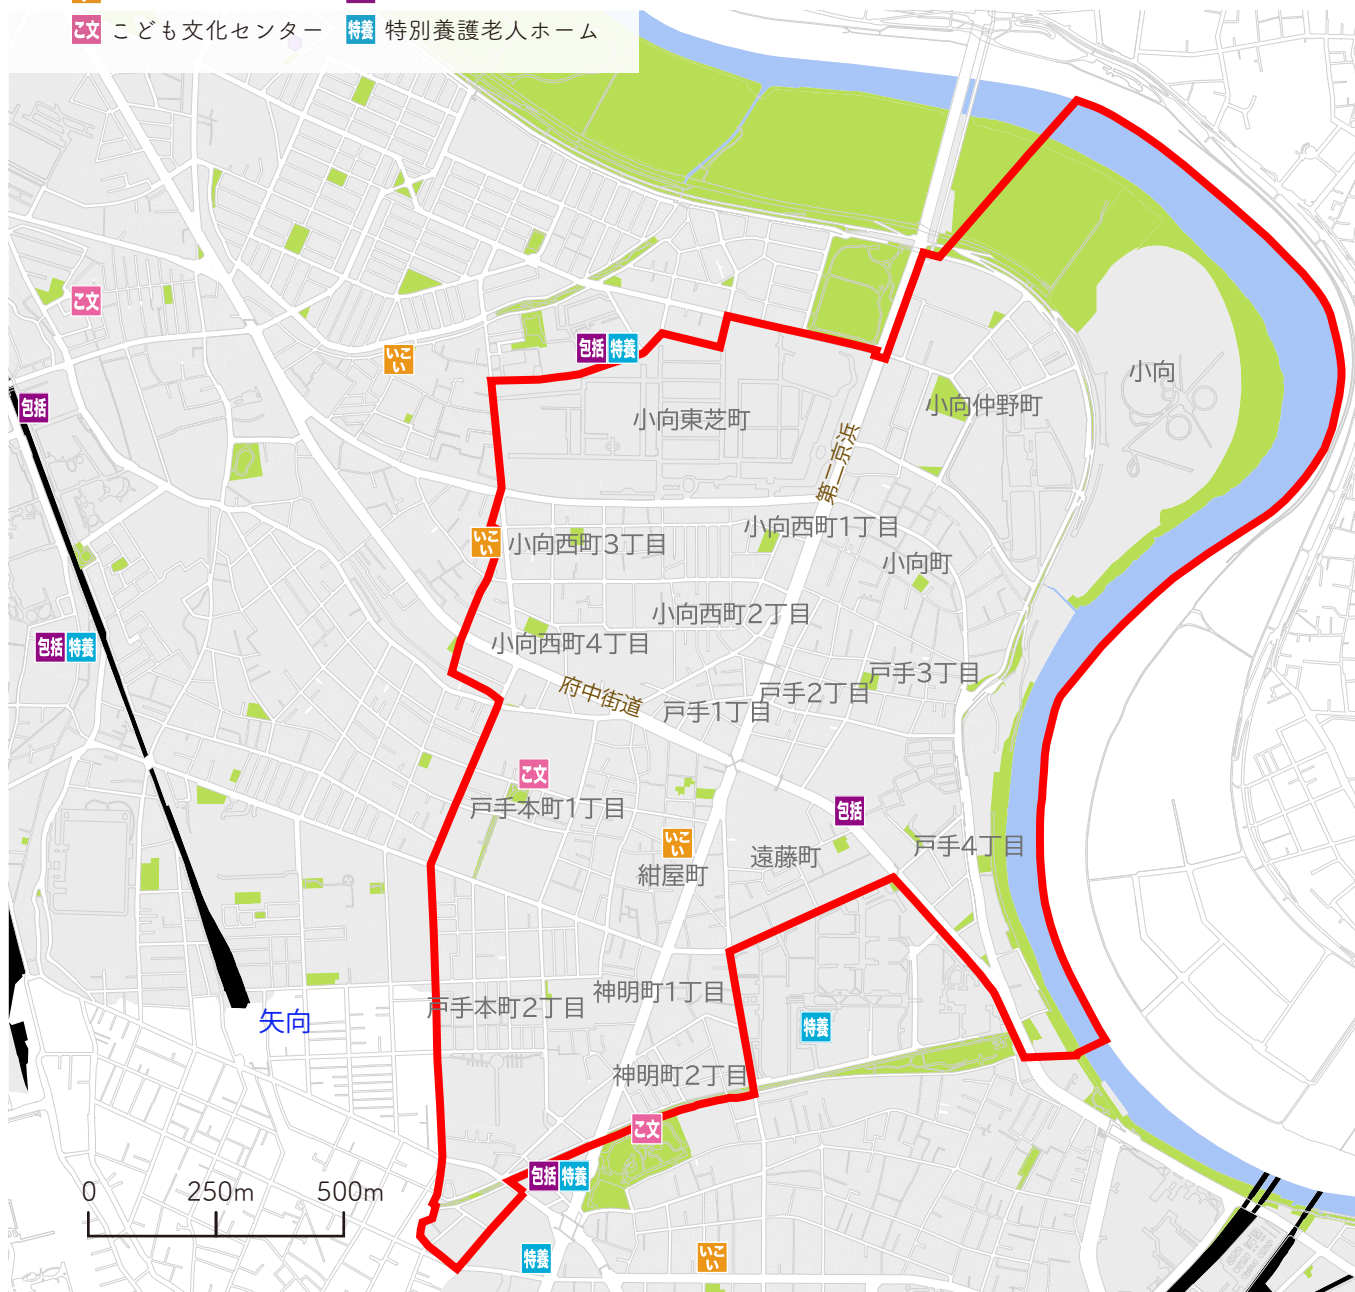 こ文 こども文化センター 特養 特別養護老人ホーム
こ文
いこい
包括 特養
小向
包括
小向仲野町
小向東芝町
第二京浜
小向西町1丁目
いこい 小向西町3丁目
小向町
小向西町2丁目
小向西町4丁目
包括 特養
戸手3丁目
府中街道
戸手2丁目
戸手1丁目
こ文
戸手本町1丁目
包括
いこい
戸手4丁目
遠藤町
紺屋町
神明町1丁目
戸手本町2丁目
矢向
特養
神明町2丁目
こ文
包括 特養
0 250m 500m
特養
いこい